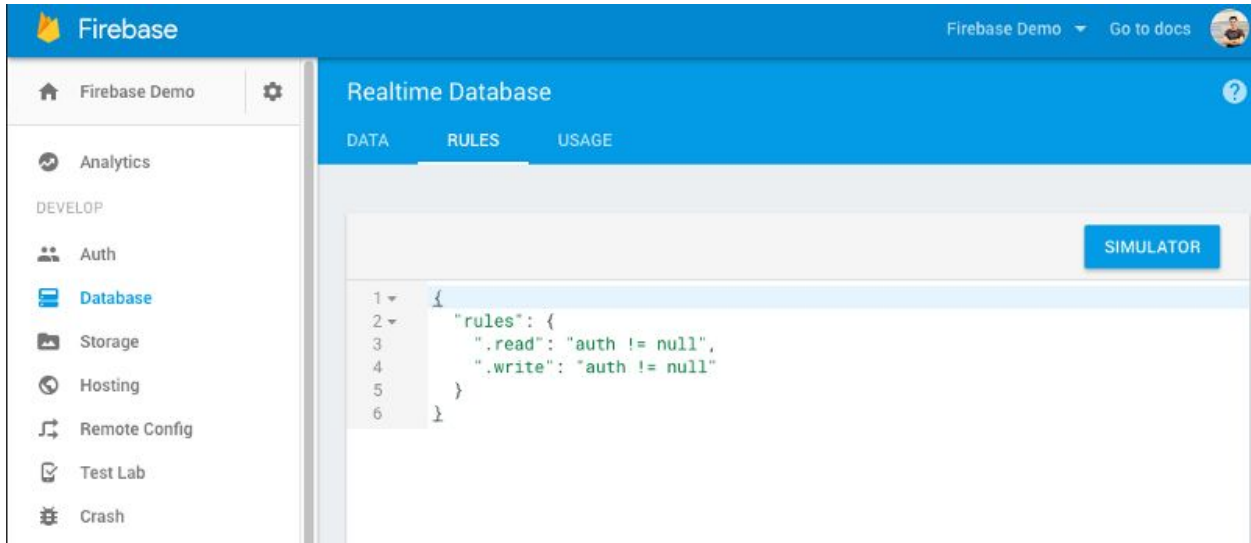 Firebase
Firebase Demo Go to docs
Firebase Demo
Analytics
DEVELOP
Auth
Database
Storage
Hosting
Remote Config
Test Lab
Crash
Realtime Database
?
DATA RULES USAGE
SIMULATOR
1 {
2 "rules": {
3 ".read": "auth != null",
4 ".write": "auth != null"
5 }
6 }